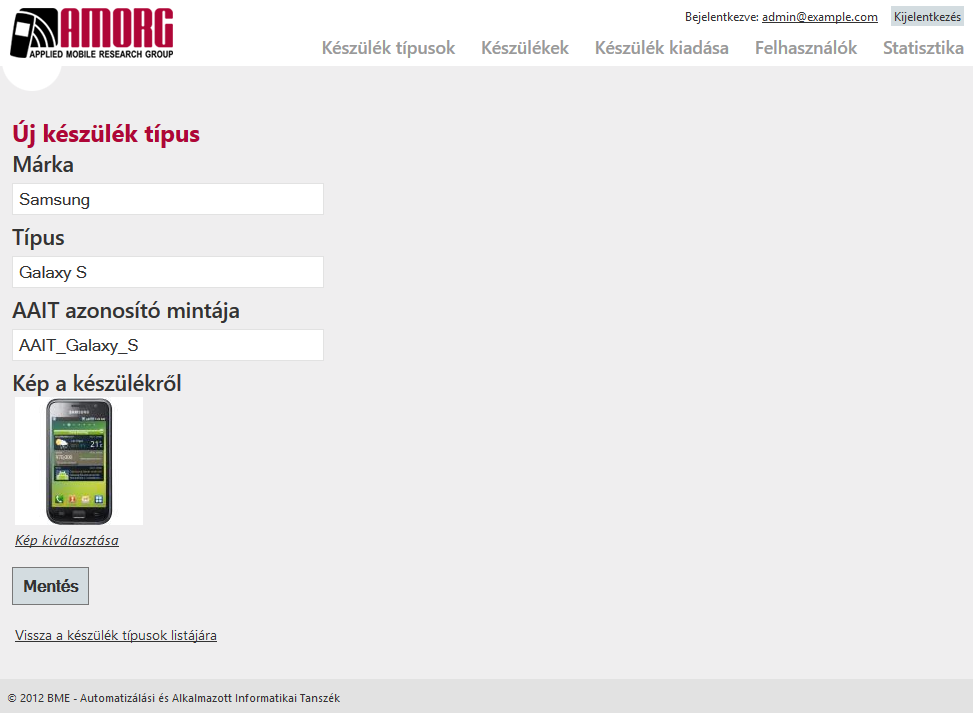 AMORG
APPLIED MOBILE RESEARCH GROUP
Bejelentkezve: admin@example.com Kijelentkezés
Készülék típusok Készülékek Készülék kiadása Felhasználók Statisztika
Új készülék típus
Márka
Samsung
Típus
Galaxy S
AAIT azonosító mintája
AAIT_Galaxy_S
Kép a készülékről
SAMSUNG
21
Kép kiválasztása
Mentés
Vissza a készülék típusok listájára
© 2012 BME - Automatizálási és Alkalmazott Informatikai Tanszék